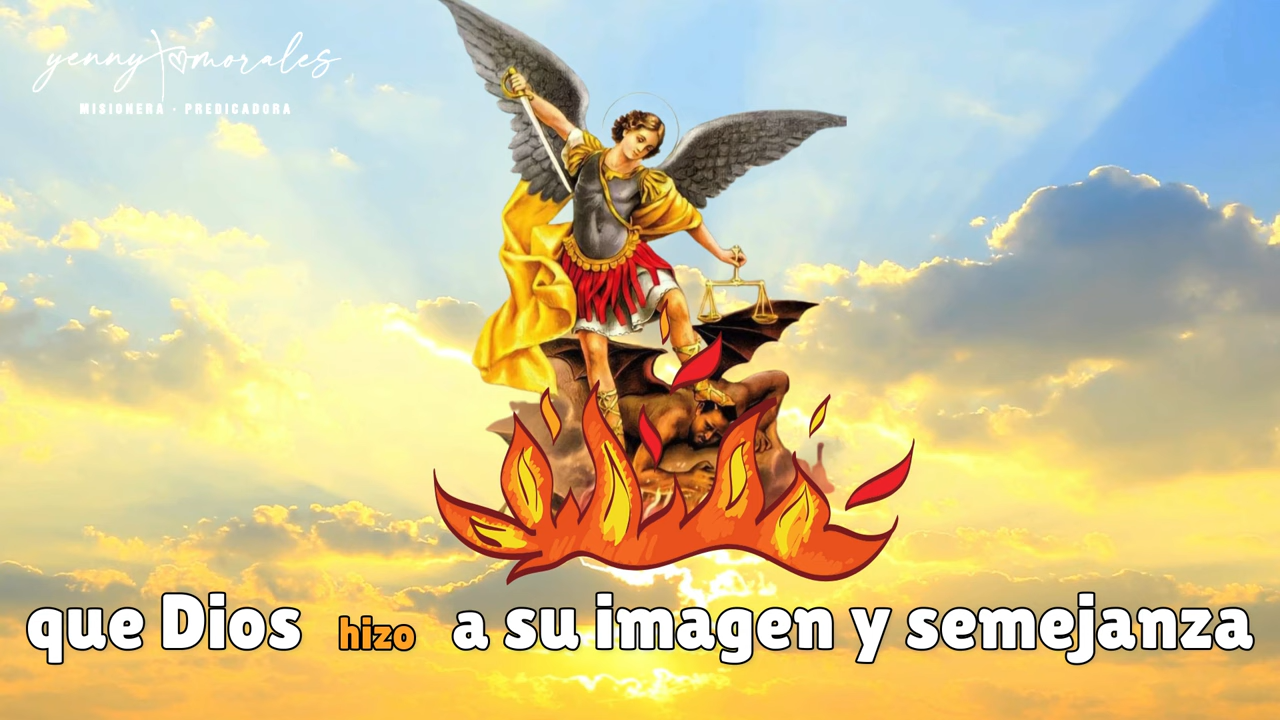 yenny morales
MISIONERA · PREDICADORA
que Dios hizo a su imagen y semejanza